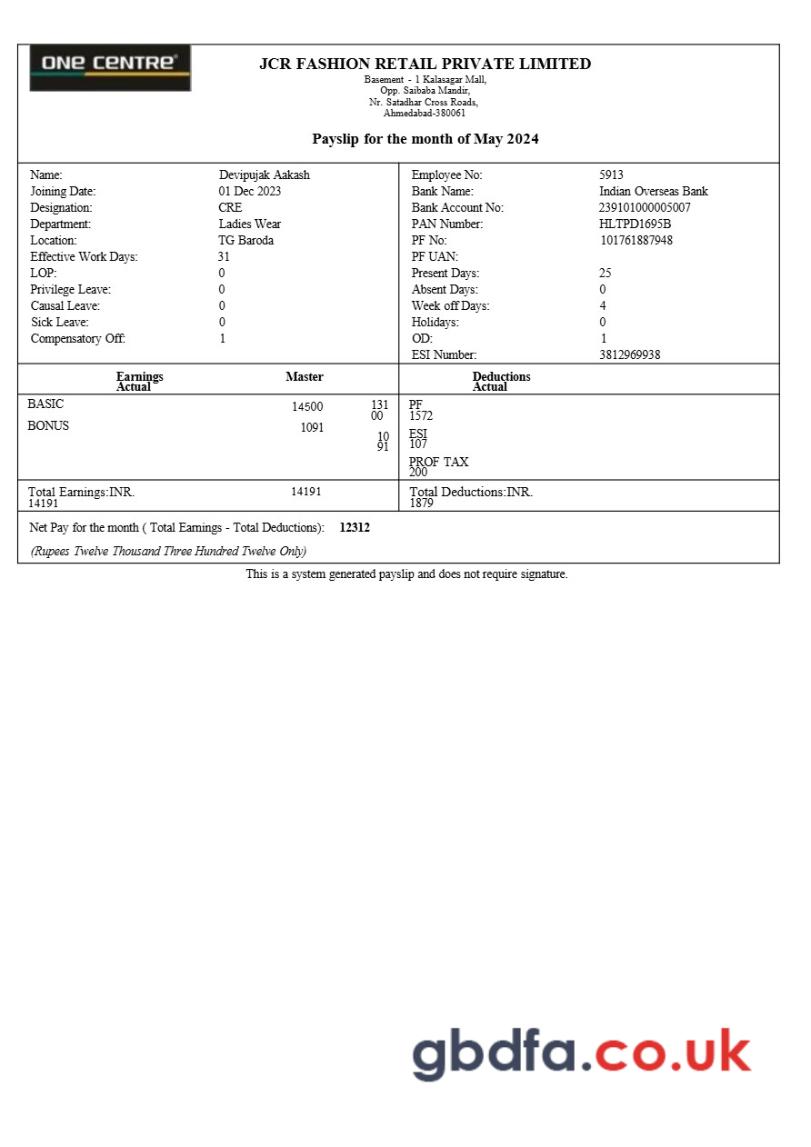 ONE CENTRE®
JCR FASHION RETAIL PRIVATE LIMITED
Basement - 1 Kalasagar Mall,
Opp. Saibaba Mandir,
Nr. Satadhar Cross Roads,
Ahmedabad-380061
Payslip for the month of May 2024
Name: Devipujak Aakash
Joining Date: 01 Dec 2023
Designation: CRE
Department: Ladies Wear
Location: TG Baroda
Effective Work Days: 31
LOP: 0
Privilege Leave: 0
Causal Leave: 0
Sick Leave: 0
Compensatory Off: 1
Employee No: 5913
Bank Name: Indian Overseas Bank
Bank Account No: 239101000005007
PAN Number: HLTPD1695B
PF No: 101761887948
PF UAN:
Present Days: 25
Absent Days: 0
Week off Days: 4
Holidays: 0
OD: 1
ESI Number: 3812969938
Earnings Master
Actual
BASIC 14500 131
00
BONUS 1091
10
91
Total Earnings:INR. 14191
14191
Deductions
Actual
PF
1572
ESI
107
PROF TAX
200
Total Deductions:INR.
1879
Net Pay for the month ( Total Earnings - Total Deductions): 12312
(Rupees Twelve Thousand Three Hundred Twelve Only)
This is a system generated payslip and does not require signature.
gbdfa.co.uk